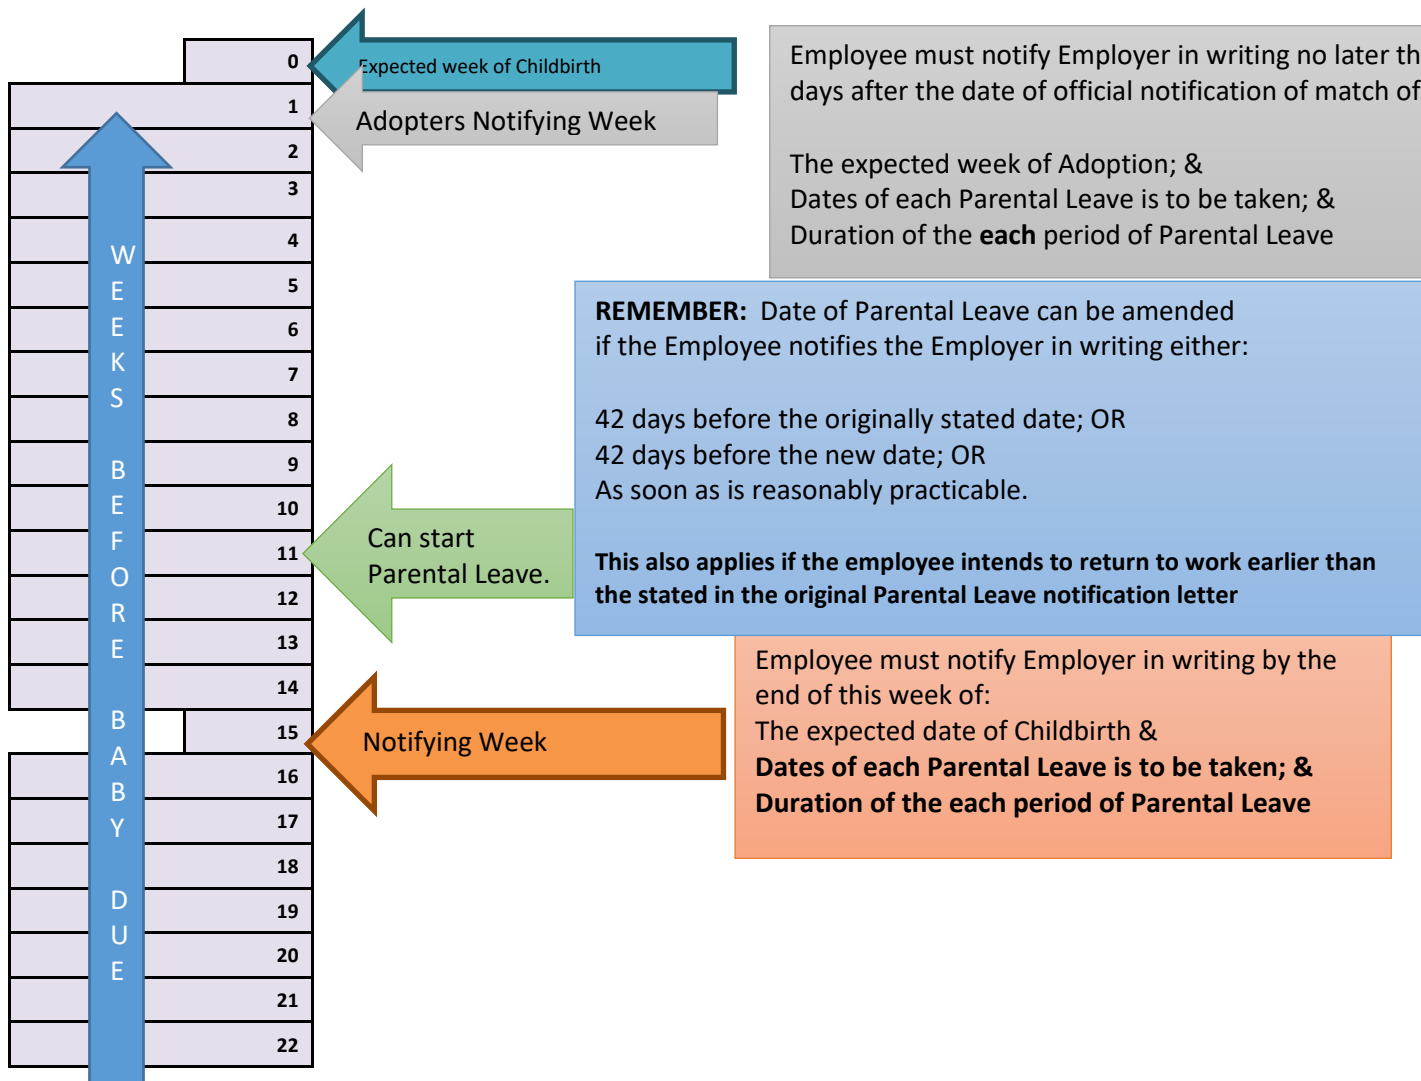 0
Expected week of Childbirth
Employee must notify Employer in writing no later th
days after the date of official notification of match of
1
Adopters Notifying Week
2
The expected week of Adoption; &
3
Dates of each Parental Leave is to be taken; &
4
Duration of the each period of Parental Leave
5
REMEMBER: Date of Parental Leave can be amended
6
if the Employee notifies the Employer in writing either:
7
8
42 days before the originally stated date; OR
9
42 days before the new date; OR
10
As soon as is reasonably practicable.
11
Can start
Parental Leave.
This also applies if the employee intends to return to work earlier than
12
the stated in the original Parental Leave notification letter
13
14
15
Notifying Week
Employee must notify Employer in writing by the
end of this week of:
The expected date of Childbirth &
Dates of each Parental Leave is to be taken; &
Duration of the each period of Parental Leave
16
17
18
19
20
21
22
WEEKS BEFORE BABY DUE